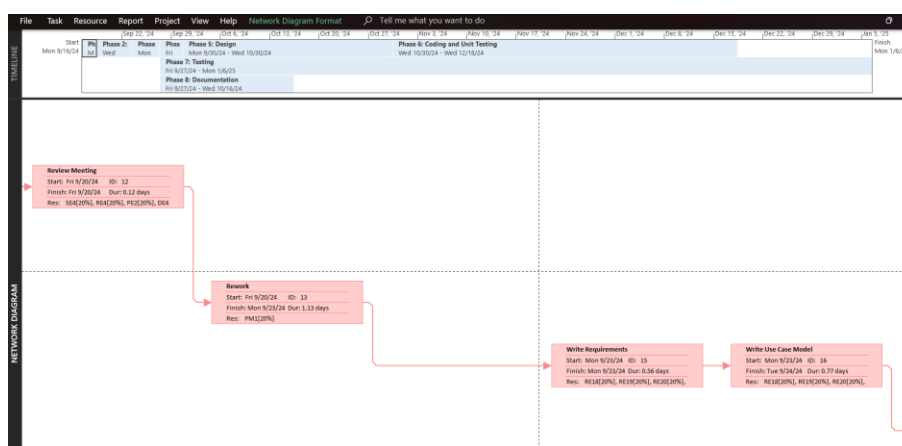 File Task Resource Report Project View Help Network Diagram Format Tell me what you want to do
Sep 22, '24 Sep 29, '24 Oct 6, '24 Oct 13, '24 Oct 20, '24 Oct 27, '24 Nov 3, '24 Nov 10, '24 Nov 17, '24 Nov 24, '24 Dec 1, '24 Dec 8, '24 Dec 15, '24 Dec 22, '24 Dec 29, '24 Jan 5, '25
Start
Mon 9/16/24
Ph
M
Phase 2:
Wed
Phase
Mon
Phas
Fri
Phase 5: Design
Mon 9/30/24 - Wed 10/30/24
Phase 6: Coding and Unit Testing
Wed 10/30/24 - Wed 12/18/24
Finish
Mon 1/6/
Phase 7: Testing
Fri 9/27/24 - Mon 1/6/25
Phase 8: Documentation
Fri 9/27/24 - Wed 10/16/24
TIMELINE
NETWORK DIAGRAM
Review Meeting
Start: Fri 9/20/24 ID: 12
Finish: Fri 9/20/24 Dur: 0.12 days
Res: SE4[20%], RE4[20%], PE2[20%], DE4
Rework
Start: Fri 9/20/24 ID: 13
Finish: Mon 9/23/24 Dur: 1.13 days
Res: PM1[20%]
Write Requirements
Start: Mon 9/23/24 ID: 15
Finish: Mon 9/23/24 Dur: 0.56 days
Res: RE18[20%], RE19[20%], RE20[20%],
Write Use Case Model
Start: Mon 9/23/24 ID: 16
Finish: Tue 9/24/24 Dur: 0.77 days
Res: RE18[20%], RE19[20%], RE20[20%],